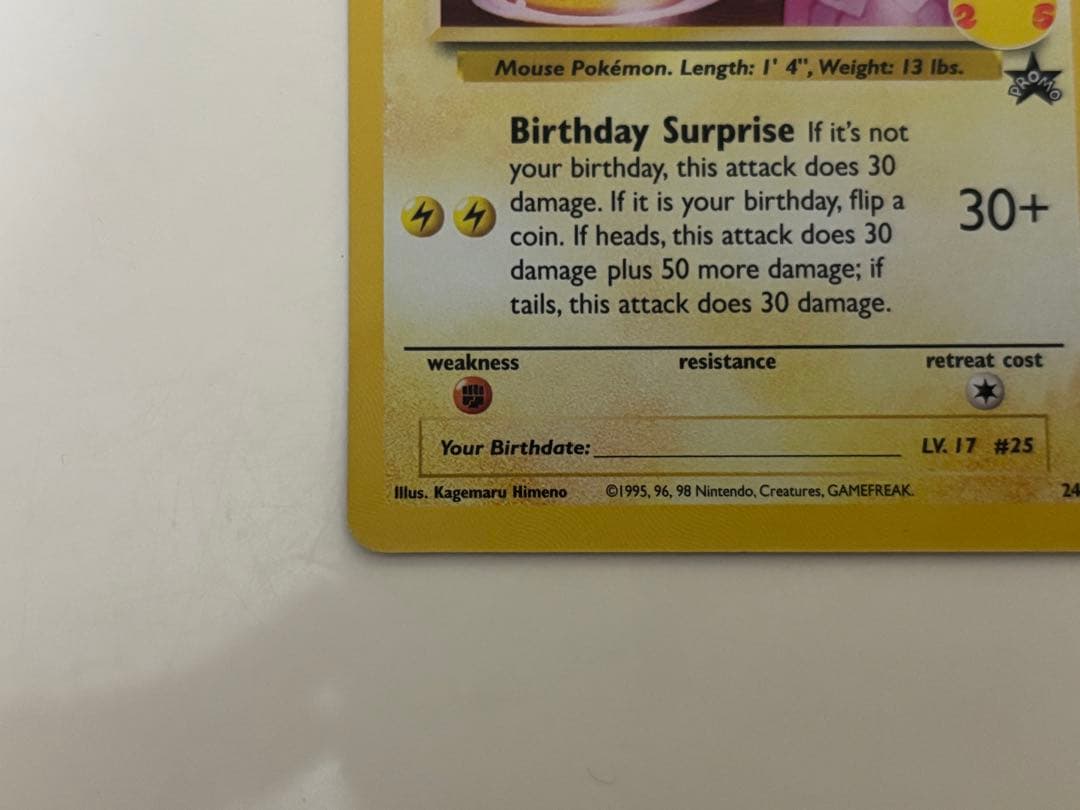 2 5
Mouse Pokémon. Length: 1' 4", Weight: 13 lbs.
PROMO
Birthday Surprise If it's not
your birthday, this attack does 30
damage. If it is your birthday, flip a
coin. If heads, this attack does 30
damage plus 50 more damage; if
tails, this attack does 30 damage.
30+
weakness resistance retreat cost
Your Birthdate: LV. 17 #25
Illus. Kagemaru Himeno ©1995, 96, 98 Nintendo, Creatures, GAMEFREAK. 24